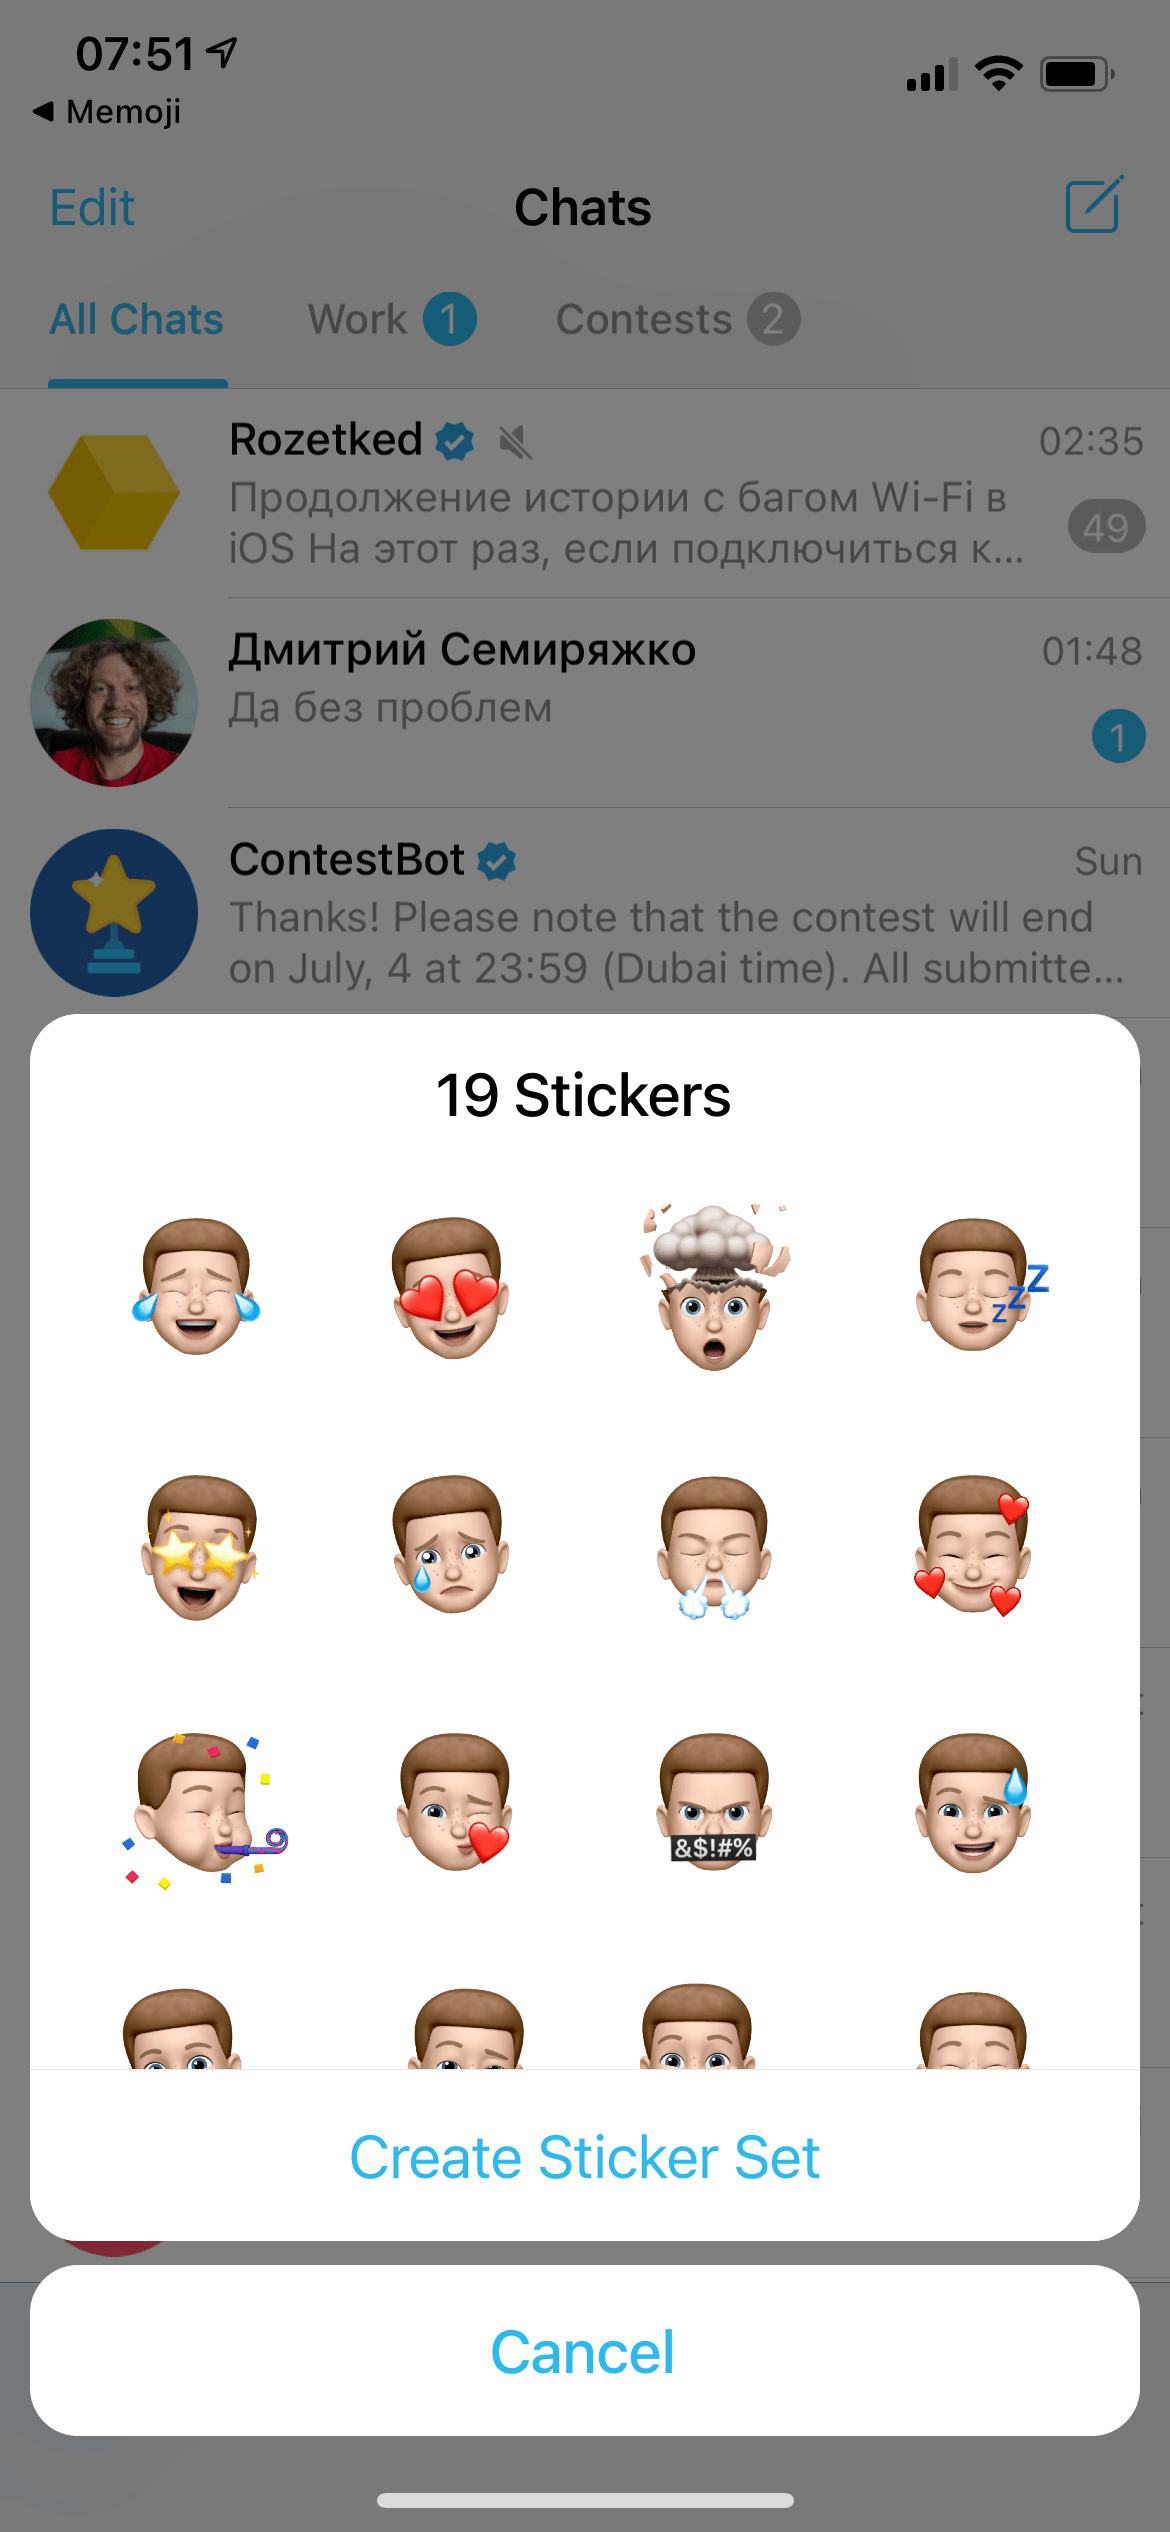 07:51
Memoji
Edit
Chats
All Chats
Work 1
Contests 2
Rozetked
02:35
Продолжение истории с багом Wi-Fi в
iOS На этот раз, если подключиться к...
49
Дмитрий Семиряжко
01:48
Да без проблем
1
ContestBot
Sun
Thanks! Please note that the contest will end
on July, 4 at 23:59 (Dubai time). All submitte...
19 Stickers
zzZ
&$!#%
Create Sticker Set
Cancel